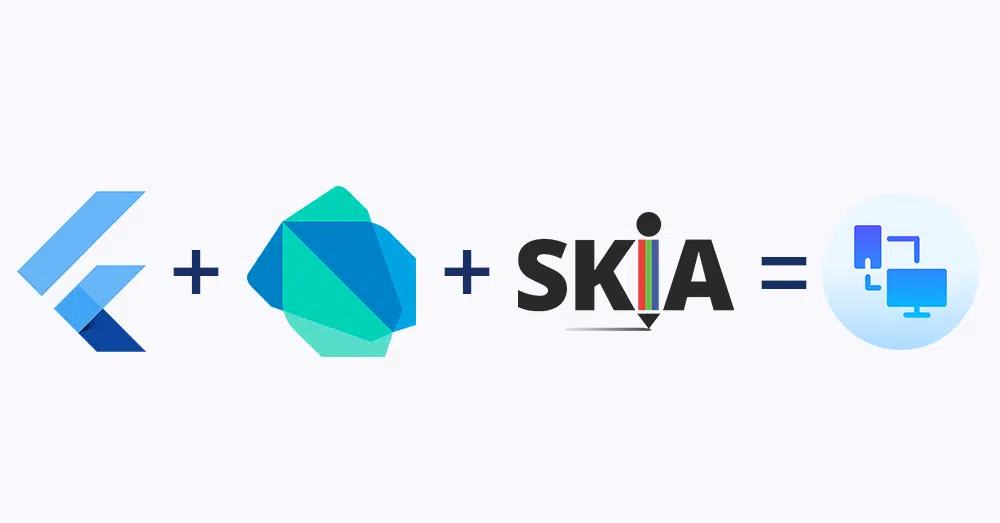 + + SKiA =